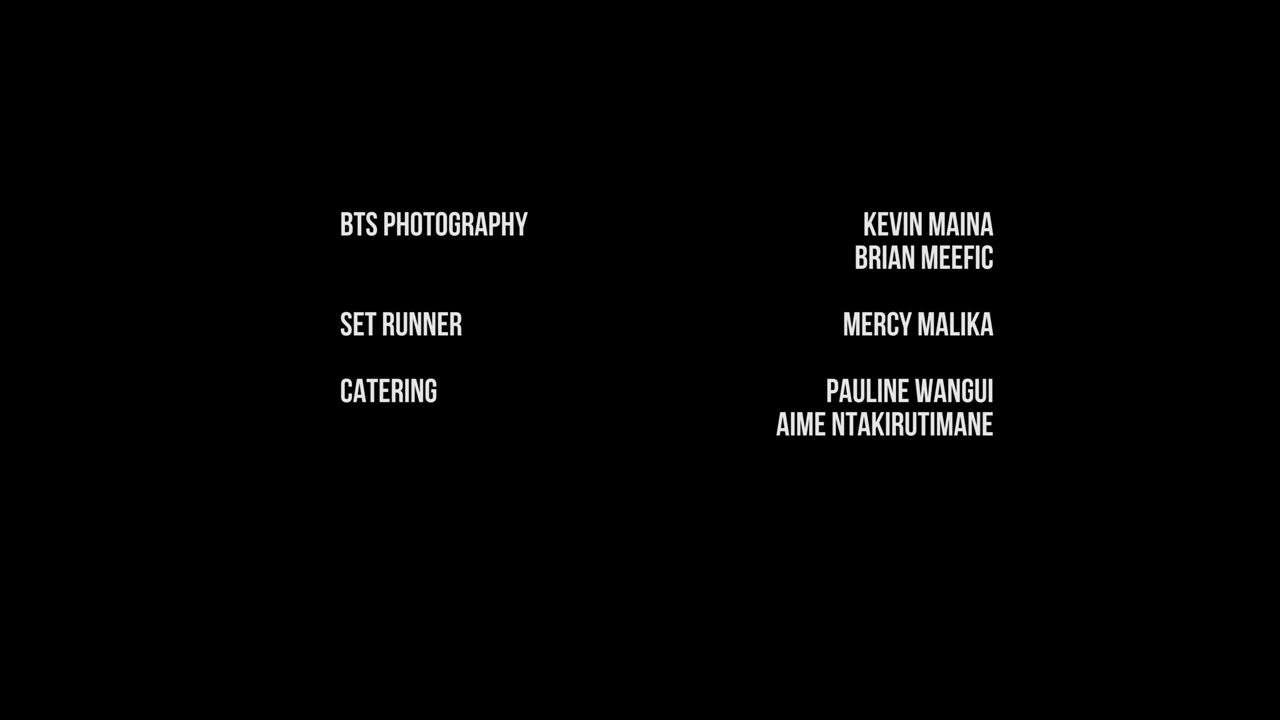 BTS PHOTOGRAPHY KEVIN MAINA
BRIAN MEEFIC
SET RUNNER MERCY MALIKA
CATERING PAULINE WANGUI
AIME NTAKIRUTIMANE